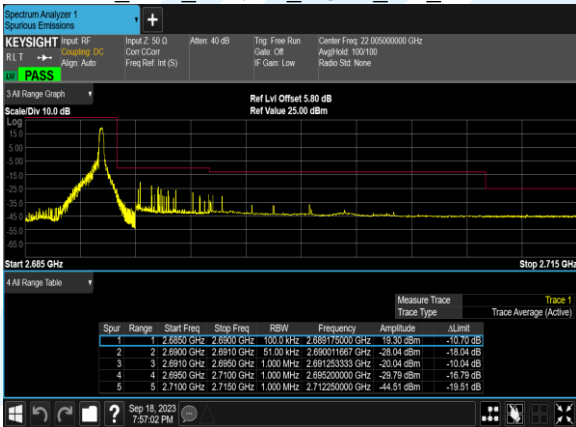 Spectrum Analyzer 1
Spurious Emissions
+
KEYSIGHT Input: RF Input Z: 50 Ω Atten: 40 dB Trig: Free Run Center Freq: 22.005000000 GHz
RLT Coupling: DC Corr CCorr Gate: Off Avg|Hold: 100/100
Align: Auto Freq Ref: Int (S) IF Gain: Low Radio Std: None
PASS
3 All Range Graph
Ref Lvl Offset 5.80 dB
Scale/Div 10.0 dB Ref Value 25.00 dBm
Log
15.0
5.00
-5.00
-15.0
-25.0
-35.0
-45.0
-55.0
-65.0
Start 2.685 GHz Stop 2.715 GHz
4 All Range Table
Measure Trace Trace 1
Trace Type Trace Average (Active)
Spur Range Start Freq Stop Freq RBW Frequency Amplitude ΔLimit
1 1 2.6850 GHz 2.6900 GHz 100.0 kHz 2.689175000 GHz 19.30 dBm -10.70 dB
2 2 2.6900 GHz 2.6910 GHz 51.00 kHz 2.690011667 GHz -28.04 dBm -18.04 dB
3 3 2.6910 GHz 2.6950 GHz 1.000 MHz 2.691253333 GHz -20.04 dBm -10.04 dB
4 4 2.6950 GHz 2.7100 GHz 1.000 MHz 2.695200000 GHz -29.79 dBm -16.79 dB
5 5 2.7100 GHz 2.7150 GHz 1.000 MHz 2.712250000 GHz -44.51 dBm -19.51 dB
? Sep 18, 2023
7:57:02 PM